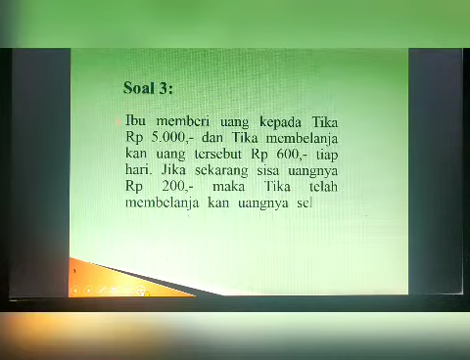 Soal 3:
Ibu memberi uang kepada Tika
Rp 5.000,- dan Tika membelanja
kan uang tersebut Rp 600,- tiap
hari. Jika sekarang sisa uangnya
Rp 200,- maka Tika telah
membelanja kan uangnya sel